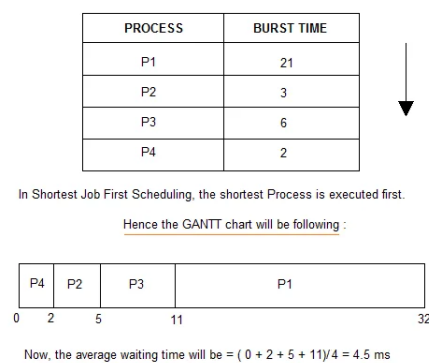 PROCESS BURST TIME
P1 21
P2 3
P3 6
P4 2
In Shortest Job First Scheduling, the shortest Process is executed first.
Hence the GANTT chart will be following :
P4 P2 P3 P1
0 2 5 11 32
Now, the average waiting time will be = ( 0 + 2 + 5 + 11)/4 = 4.5 ms